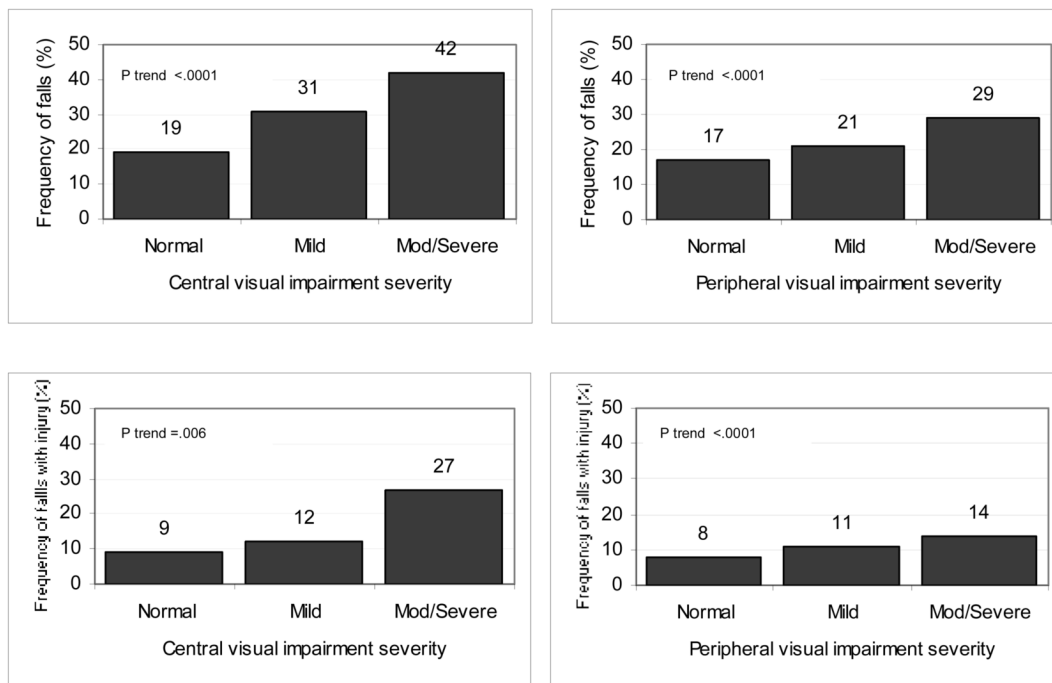 Frequency of falls (%)
50
40
30
20
10
0
P trend <.0001
19
31
42
Normal Mild Mod/Severe
Central visual impairment severity
Frequency of falls (%)
50
40
30
20
10
0
P trend <.0001
17
21
29
Normal Mild Mod/Severe
Peripheral visual impairment severity
Frequency of falls with injury (%)
50
40
30
20
10
0
P trend =.006
9
12
27
Normal Mild Mod/Severe
Central visual impairment severity
Frequency of falls with injury (%)
50
40
30
20
10
0
P trend <.0001
8
11
14
Normal Mild Mod/Severe
Peripheral visual impairment severity